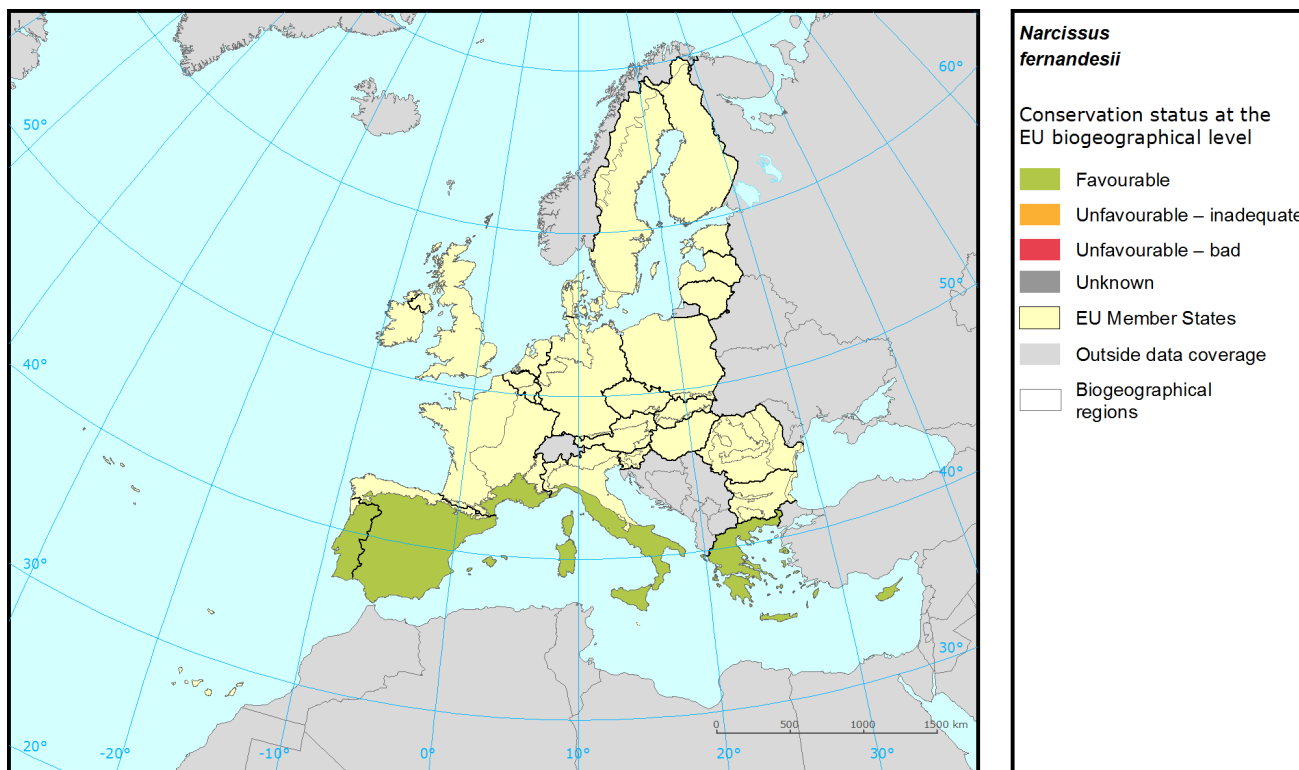 60°
50°
50°
40°
40°
30°
30°
0 500 1000 1500 km
20° -20° -10° 0° 10° 20° 30°
Narcissus
fernandesii
Conservation status at the
EU biogeographical level
Favourable
Unfavourable – inadequate
Unfavourable – bad
Unknown
EU Member States
Outside data coverage
Biogeographical
regions